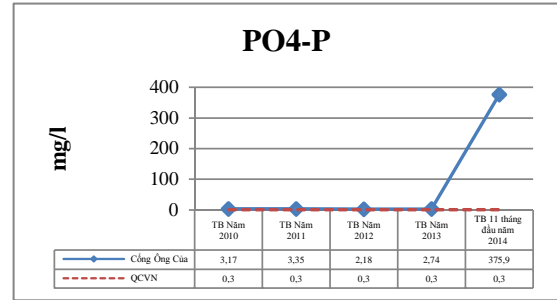 PO4-P
mg/l
400
300
200
100
0
TB Năm 2010
TB Năm 2011
TB Năm 2012
TB Năm 2013
TB 11 tháng đầu năm 2014
Cống Ông Của 3,17 3,35 2,18 2,74 375,9
QCVN 0,3 0,3 0,3 0,3 0,3